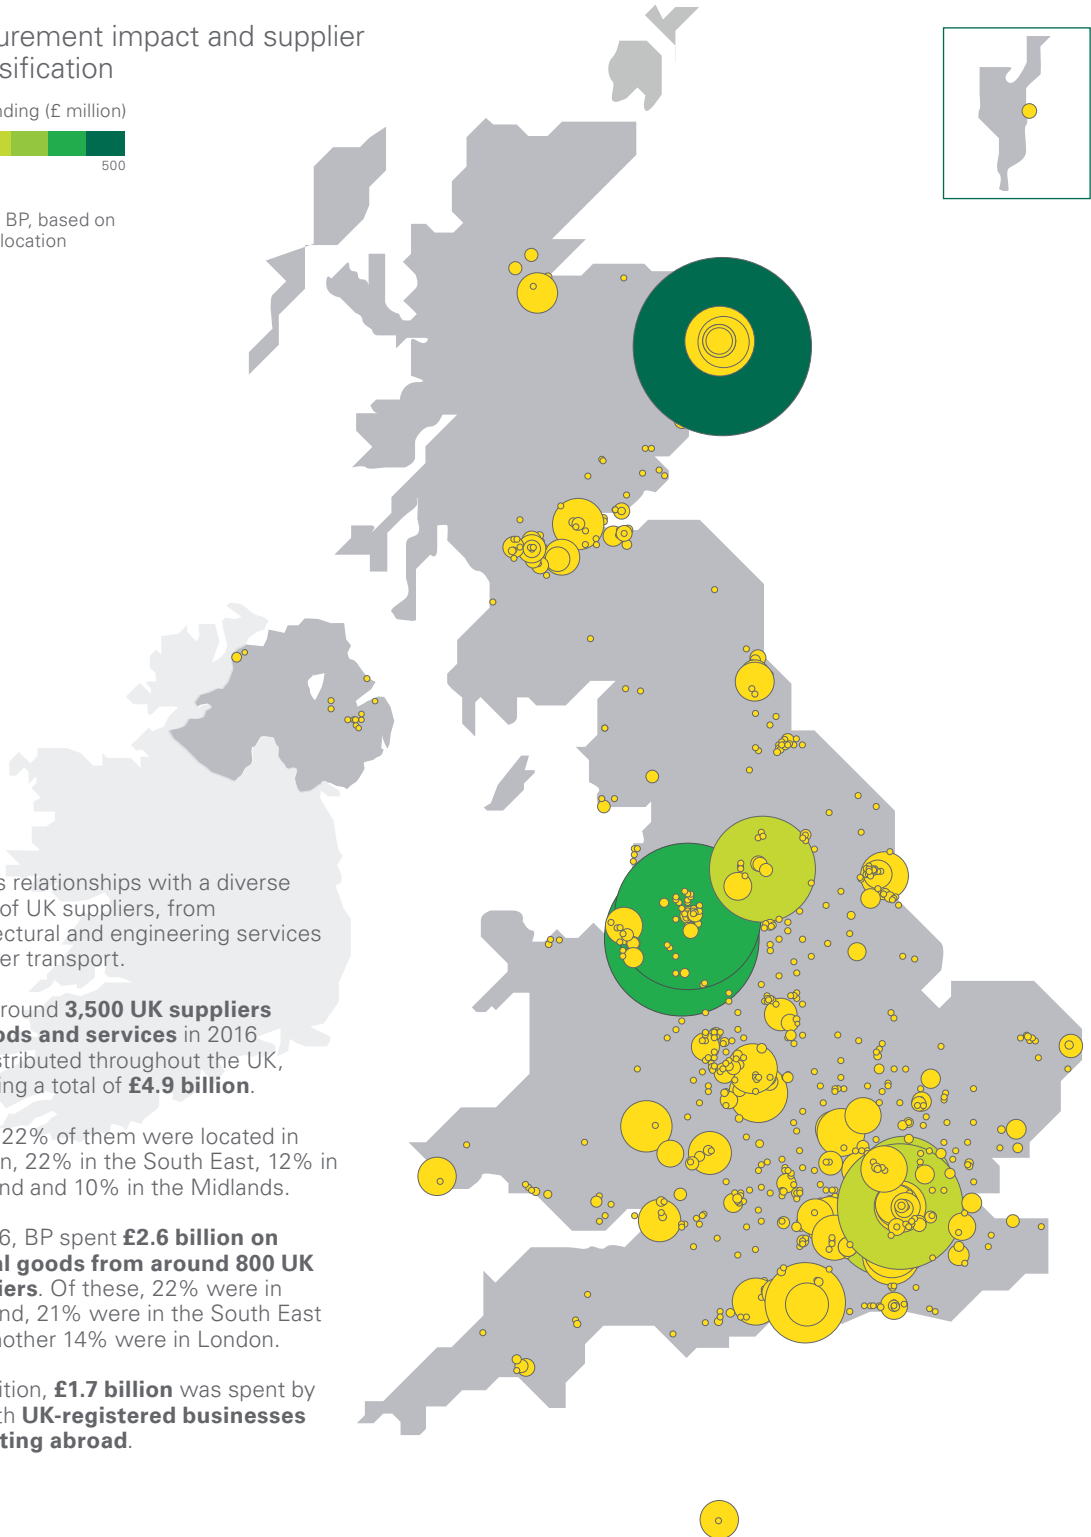 urement impact and supplier
sification
nding (£ million)
500
BP, based on
location
s relationships with a diverse
of UK suppliers, from
ectural and engineering services
er transport.
round 3,500 UK suppliers
ods and services in 2016
stributed throughout the UK,
ing a total of £4.9 billion.
22% of them were located in
n, 22% in the South East, 12% in
nd and 10% in the Midlands.
6, BP spent £2.6 billion on
al goods from around 800 UK
iers. Of these, 22% were in
nd, 21% were in the South East
nother 14% were in London.
ition, £1.7 billion was spent by
th UK-registered businesses
ting abroad.